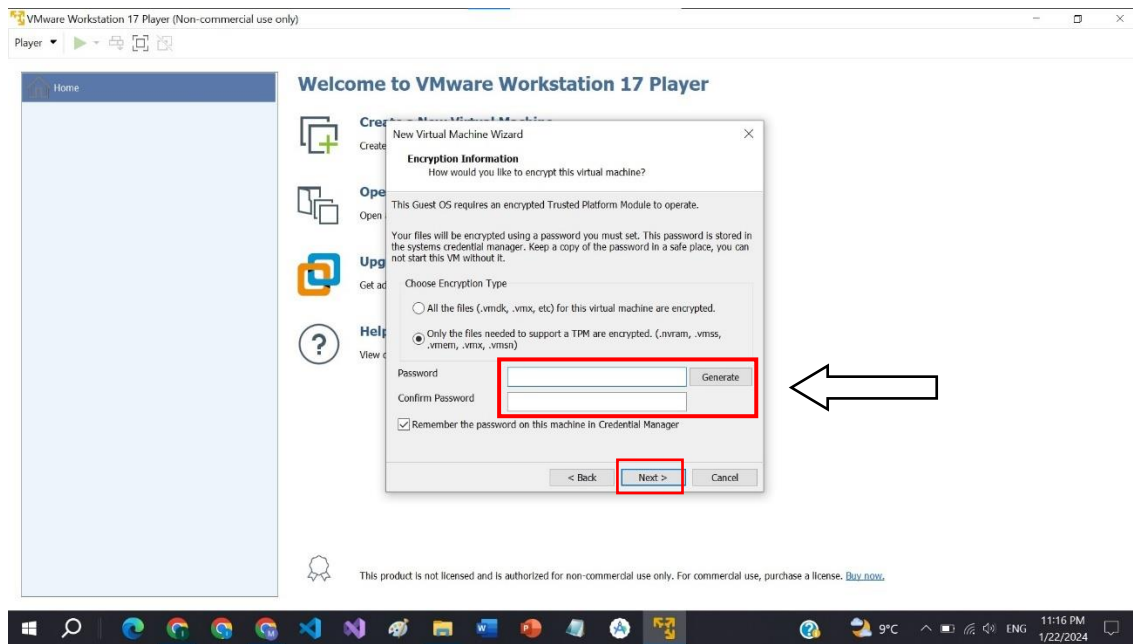 VMware Workstation 17 Player (Non-commercial use only)
Player
Home
Welcome to VMware Workstation 17 Player
Create a New Virtual Machine
Create
New Virtual Machine Wizard
Encryption Information
How would you like to encrypt this virtual machine?
Ope
Open
This Guest OS requires an encrypted Trusted Platform Module to operate.
Your files will be encrypted using a password you must set. This password is stored in
the systems credential manager. Keep a copy of the password in a safe place, you can
not start this VM without it.
Upg
Get ad
Choose Encryption Type
All the files (.vmdk, .vmx, etc) for this virtual machine are encrypted.
Only the files needed to support a TPM are encrypted. (.nvram, .vmss,
.vmem, .vmx, .vmsn)
Help
View
Password
Generate
Confirm Password
Remember the password on this machine in Credential Manager
< Back
Next >
Cancel
This product is not licensed and is authorized for non-commercial use only. For commercial use, purchase a license. Buy now.
9°C
ENG
11:16 PM
1/22/2024